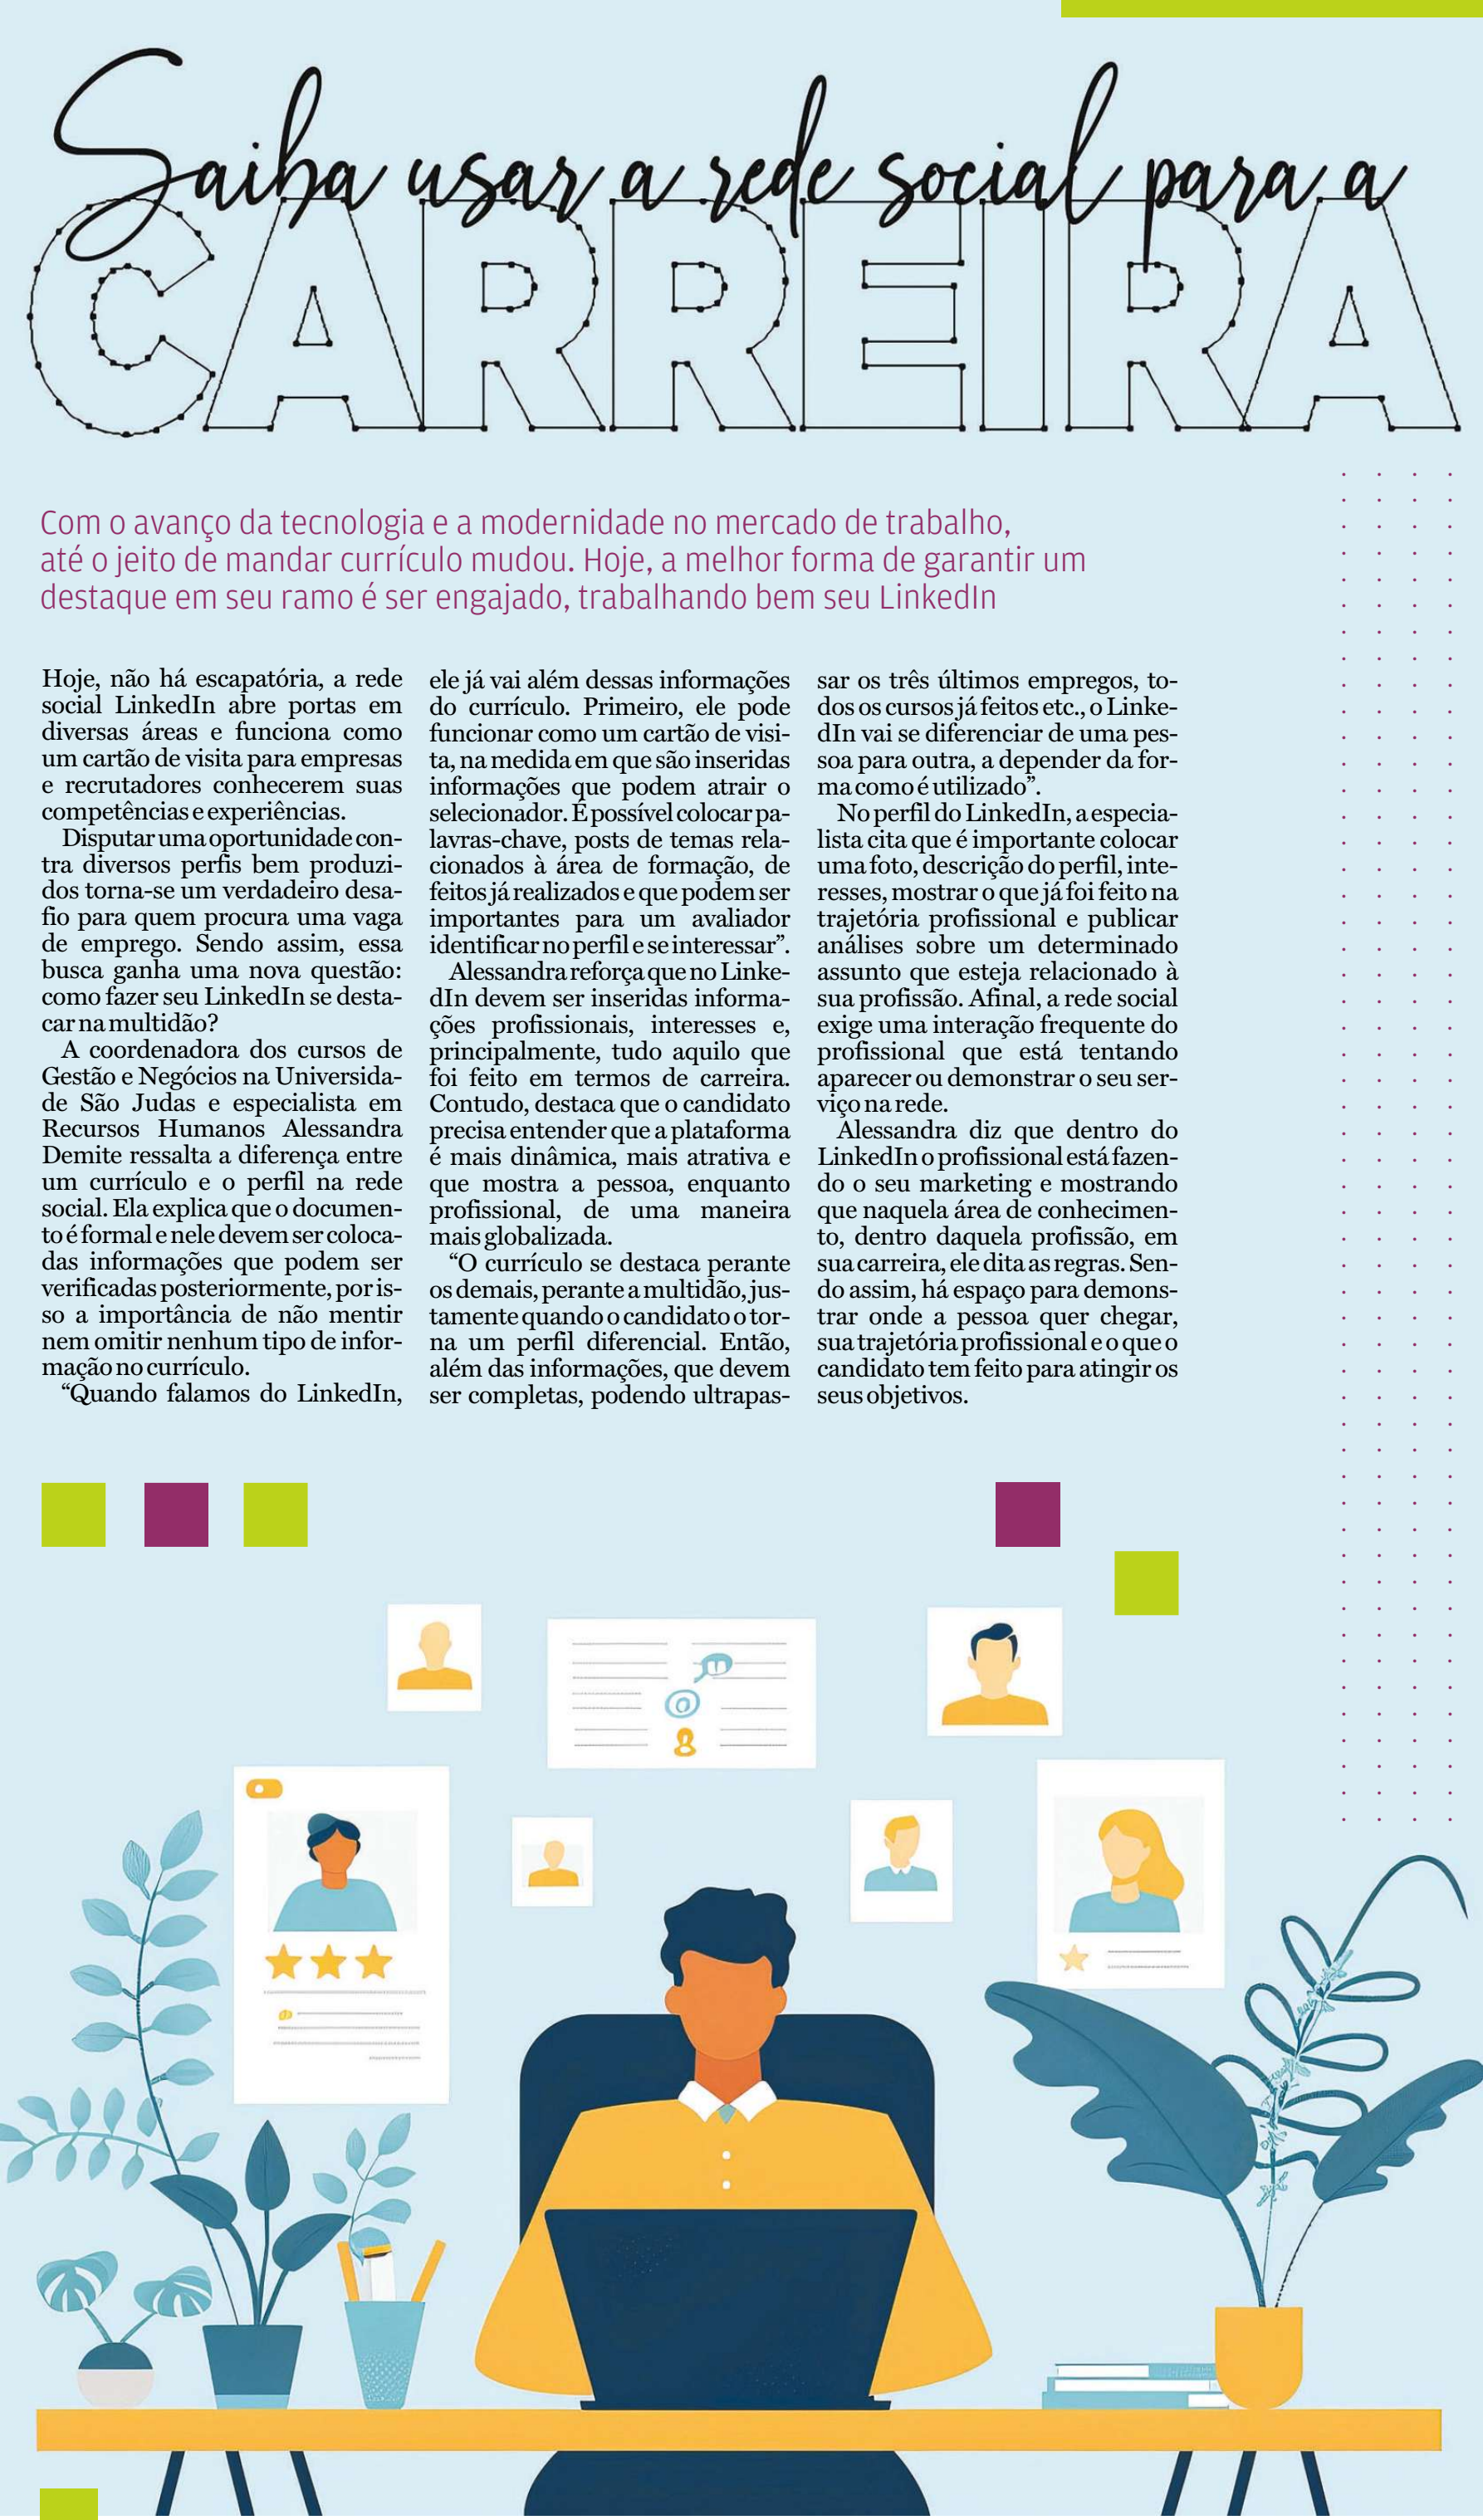 Saiba usar a rede social para a
CARREIRA
Com o avanço da tecnologia e a modernidade no mercado de trabalho,
até o jeito de mandar currículo mudou. Hoje, a melhor forma de garantir um
destaque em seu ramo é ser engajado, trabalhando bem seu LinkedIn
Hoje, não há escapatória, a rede
social LinkedIn abre portas em
diversas áreas e funciona como
um cartão de visita para empresas
e recrutadores conhecerem suas
competências e experiências.
Disputar uma oportunidade con-
tra diversos perfis bem produzi-
dos torna-se um verdadeiro desa-
fio para quem procura uma vaga
de emprego. Sendo assim, essa
busca ganha uma nova questão:
como fazer seu LinkedIn se desta-
car na multidão?
A coordenadora dos cursos de
Gestão e Negócios na Universida-
de São Judas e especialista em
Recursos Humanos Alessandra
Demite ressalta a diferença entre
um currículo e o perfil na rede
social. Ela explica que o documen-
to é formal e nele devem ser coloca-
das informações que podem ser
verificadas posteriormente, por is-
so a importância de não mentir
nem omitir nenhum tipo de infor-
mação no currículo.
“Quando falamos do LinkedIn,
ele já vai além dessas informações
do currículo. Primeiro, ele pode
funcionar como um cartão de visi-
ta, na medida em que são inseridas
informações que podem atrair o
selecionador. É possível colocar pa-
lavras-chave, posts de temas rela-
cionados à área de formação, de
feitos já realizados e que podem ser
importantes para um avaliador
identificar no perfil e se interessar”.
Alessandra reforça que no Linke-
dIn devem ser inseridas informa-
ções profissionais, interesses e,
principalmente, tudo aquilo que
foi feito em termos de carreira.
Contudo, destaca que o candidato
precisa entender que a plataforma
é mais dinâmica, mais atrativa e
que mostra a pessoa, enquanto
profissional, de uma maneira
mais globalizada.
“O currículo se destaca perante
os demais, perante a multidão, jus-
tamente quando o candidato o tor-
na um perfil diferencial. Então,
além das informações, que devem
ser completas, podendo ultrapas-
sar os três últimos empregos, to-
dos os cursos já feitos etc., o Linke-
dIn vai se diferenciar de uma pes-
soa para outra, a depender da for-
ma como é utilizado”.
No perfil do LinkedIn, a especia-
lista cita que é importante colocar
uma foto, descrição do perfil, inte-
resses, mostrar o que já foi feito na
trajetória profissional e publicar
análises sobre um determinado
assunto que esteja relacionado à
sua profissão. Afinal, a rede social
exige uma interação frequente do
profissional que está tentando
aparecer ou demonstrar o seu ser-
viço na rede.
Alessandra diz que dentro do
LinkedIn o profissional está fazen-
do o seu marketing e mostrando
que naquela área de conhecimen-
to, dentro daquela profissão, em
sua carreira, ele dita as regras. Sen-
do assim, há espaço para demons-
trar onde a pessoa quer chegar,
sua trajetória profissional e o que o
candidato tem feito para atingir os
seus objetivos.